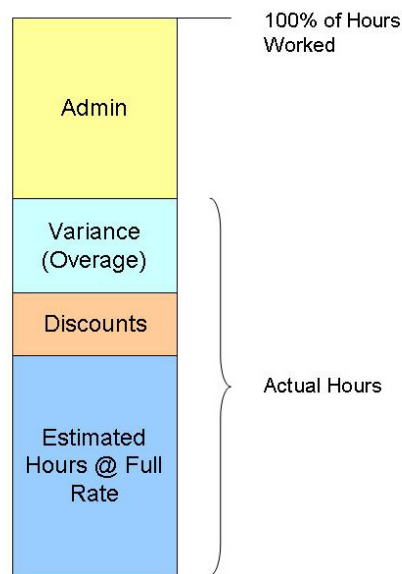 100% of Hours
Worked
Admin
Variance
(Overage)
Discounts
Actual Hours
Estimated
Hours @ Full
Rate